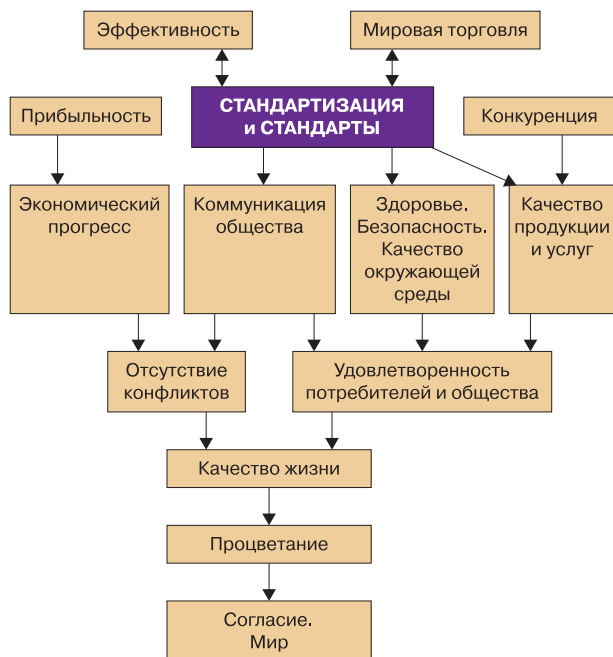 Эффективность
Мировая торговля
СТАНДАРТИЗАЦИЯ
и СТАНДАРТЫ
Прибыльность
Конкуренция
Экономический
прогресс
Коммуникация
общества
Здоровье.
Безопасность.
Качество
окружающей
среды
Качество
продукции
и услуг
Отсутствие
конфликтов
Удовлетворенность
потребителей и общества
Качество жизни
Процветание
Согласие.
Мир